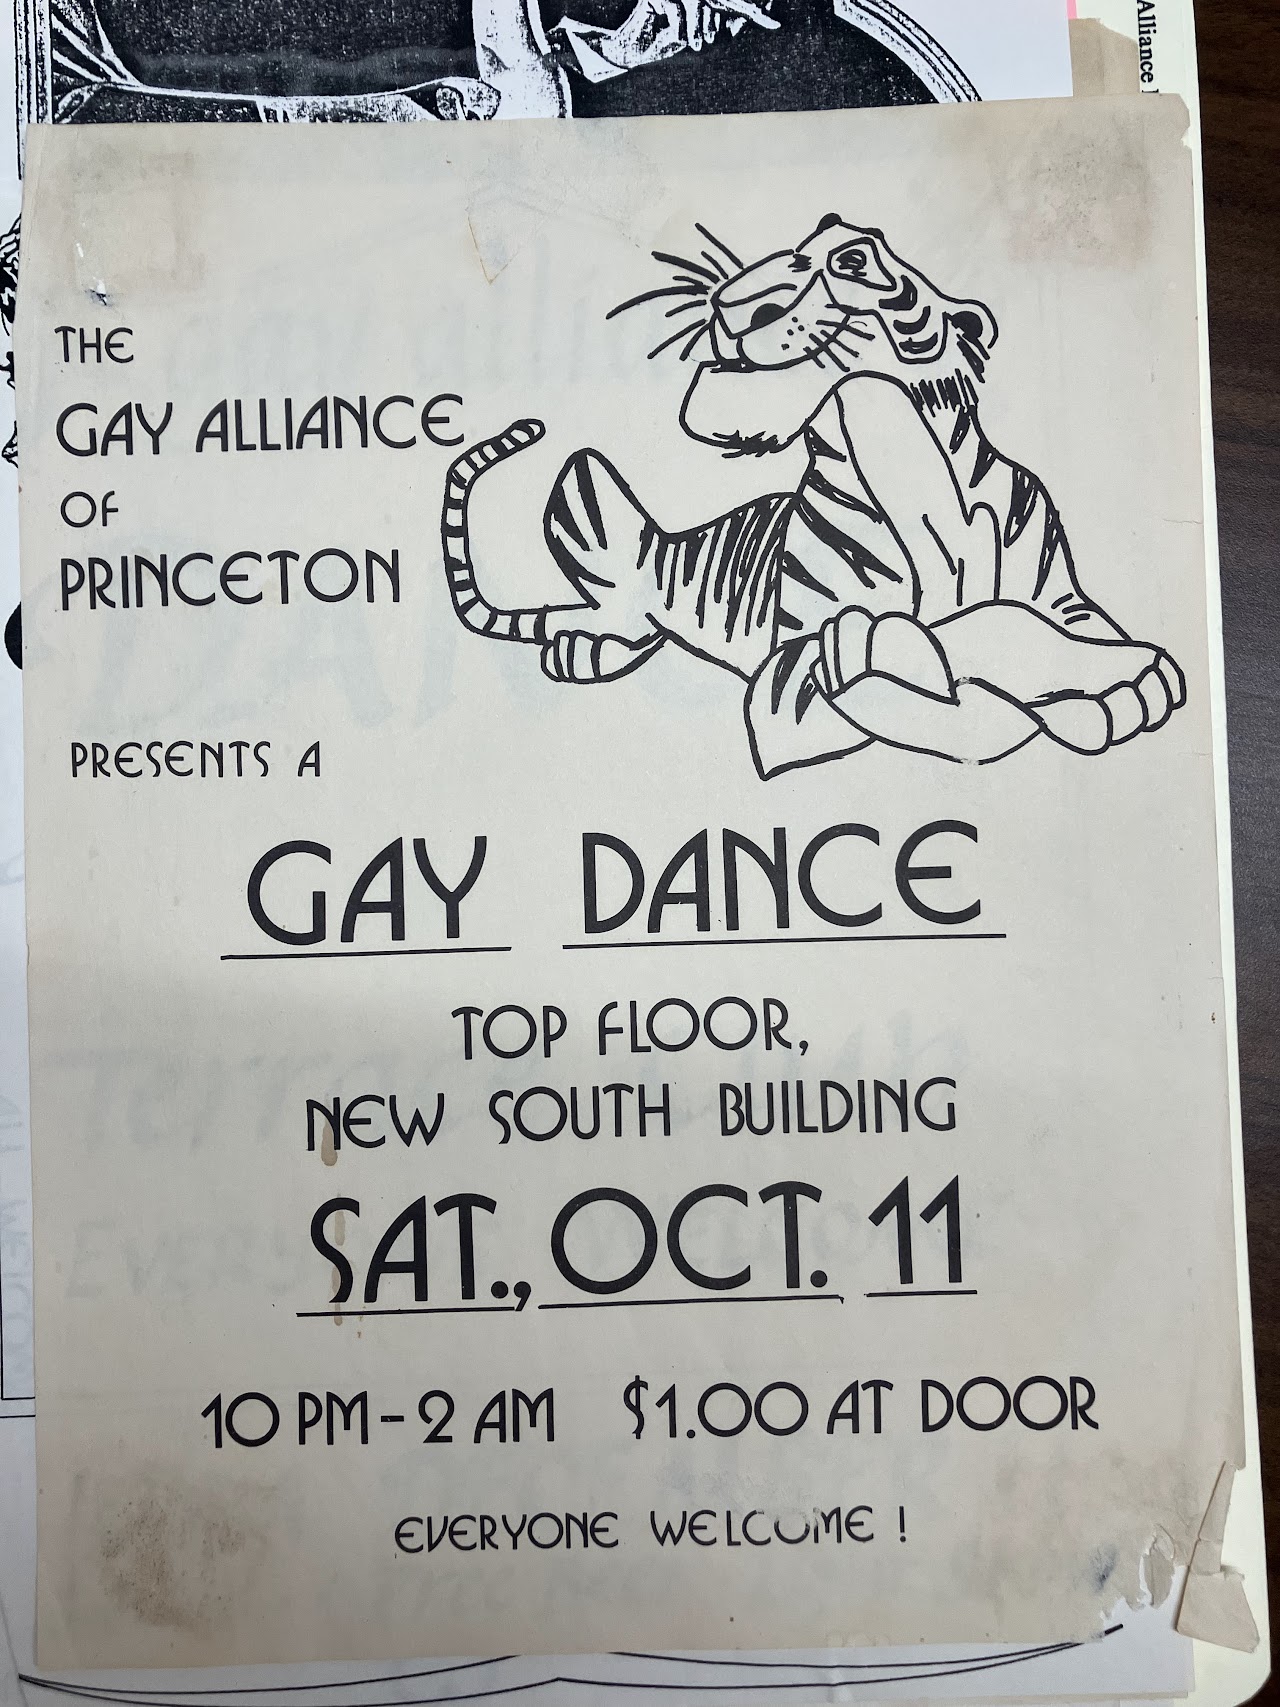 Alliance
THE
GAY ALLIANCE
OF
PRINCETON
PRESENTS A
GAY DANCE
TOP FLOOR,
NEW SOUTH BUILDING
SAT., OCT. 11
10 PM - 2 AM $1.00 AT DOOR
EVERYONE WELCOME !